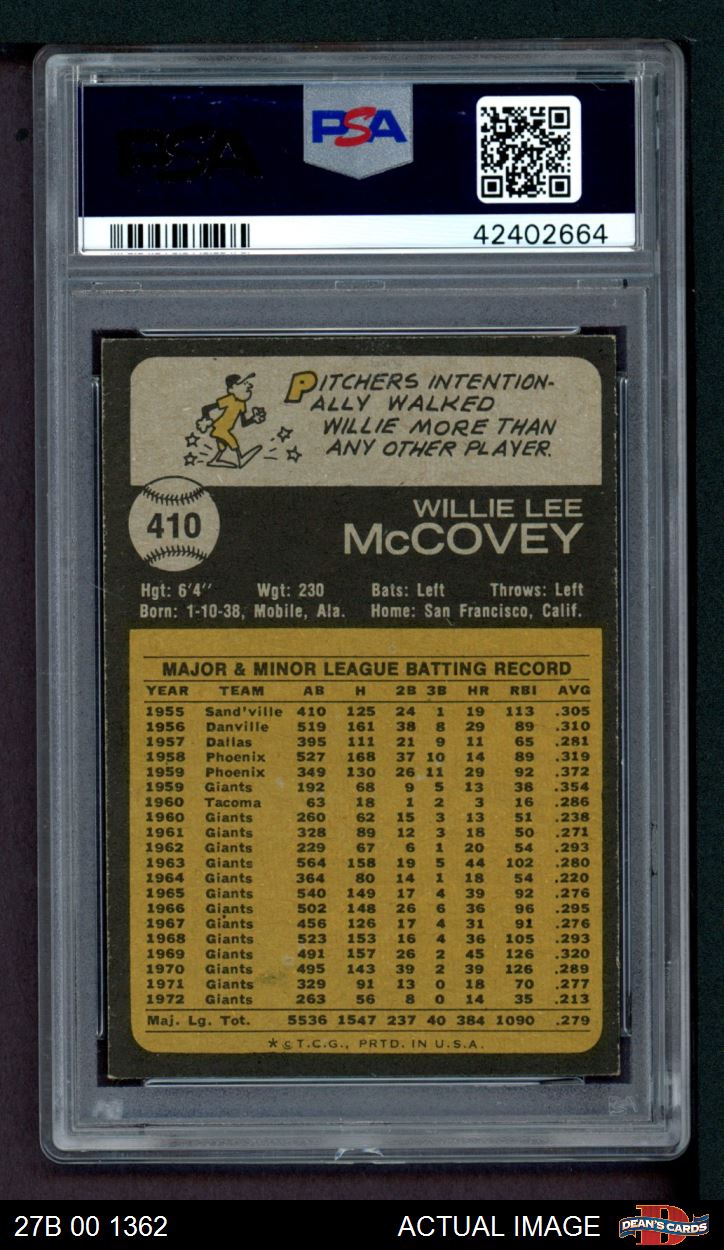 PSA
PSA
42402664
PITCHERS INTENTION-
ALLY WALKED
WILLIE MORE THAN
ANY OTHER PLAYER.
410
WILLIE LEE
McCOVEY
Hgt: 6'4" Wgt: 230 Bats: Left Throws: Left
Born: 1-10-38, Mobile, Ala. Home: San Francisco, Calif.
MAJOR & MINOR LEAGUE BATTING RECORD
YEAR TEAM AB H 2B 3B HR RBI AVG
1955 Sand'ville 410 125 24 1 19 113 .305
1956 Danville 519 161 38 8 29 89 .310
1957 Dallas 395 111 21 9 11 65 .281
1958 Phoenix 527 168 37 10 14 89 .319
1959 Phoenix 349 130 26 11 29 92 .372
1959 Giants 192 68 9 5 13 38 .354
1960 Tacoma 63 18 1 2 3 16 .286
1960 Giants 260 62 15 3 13 51 .238
1961 Giants 328 89 12 3 18 50 .271
1962 Giants 229 67 6 1 20 54 .293
1963 Giants 564 158 19 5 44 102 .280
1964 Giants 364 80 14 1 18 54 .220
1965 Giants 540 149 17 4 39 92 .276
1966 Giants 502 148 26 6 36 96 .295
1967 Giants 456 126 17 4 31 91 .276
1968 Giants 523 153 16 4 36 105 .293
1969 Giants 491 157 26 2 45 126 .320
1970 Giants 495 143 39 2 39 126 .289
1971 Giants 329 91 13 0 18 70 .277
1972 Giants 263 56 8 0 14 35 .213
Maj. Lg. Tot. 5536 1547 237 40 384 1090 .279
* © T.C.G., PRTD. IN U.S.A.
PSA
27B 00 1362 ACTUAL IMAGE DEAN'S CARDS